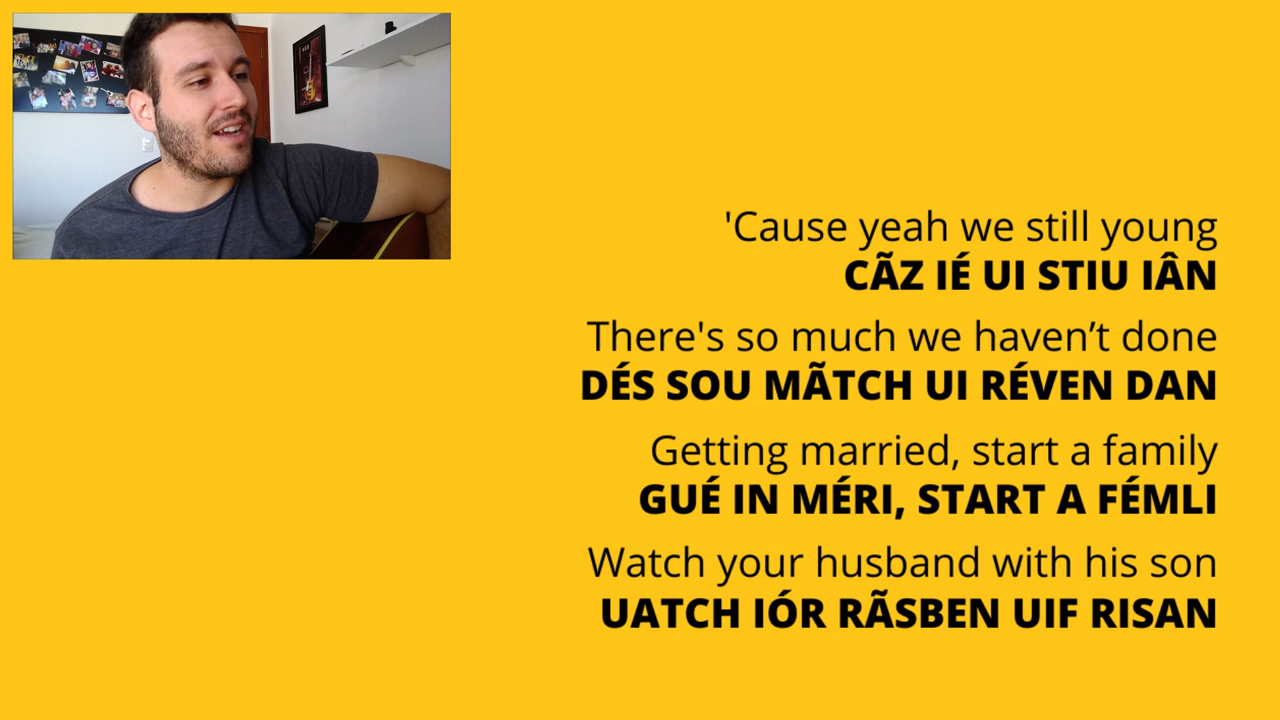 'Cause yeah we still young
CÃZ IÉ UI STIU IÂN
There's so much we haven’t done
DÉS SOU MÃTCH UI RÉVEN DAN
Getting married, start a family
GUÉ IN MÉRI, START A FÉMLI
Watch your husband with his son
UATCH IÓR RÃSBEN UIF RISAN